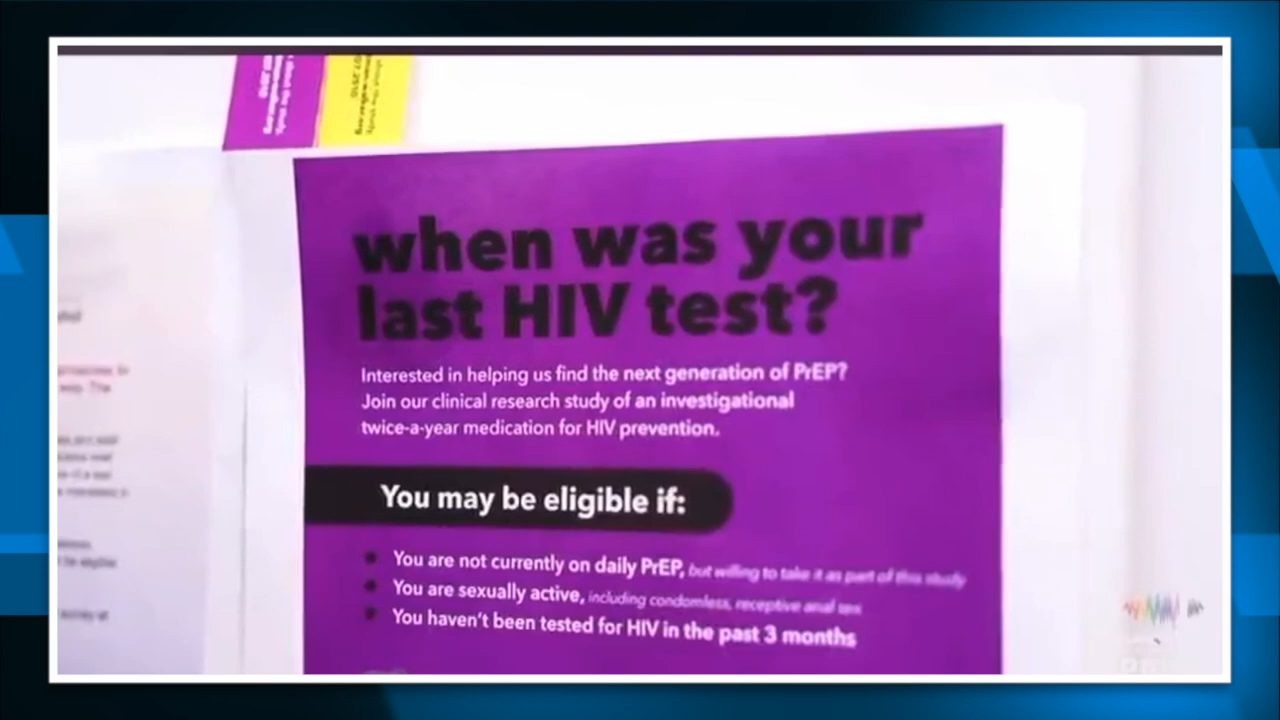 when was your
last HIV test?
Interested in helping us find the next generation of PrEP?
Join our clinical research study of an investigational
twice-a-year medication for HIV prevention.
You may be eligible if:
You are not currently on daily PrEP, but willing to take it as part of this study
You are sexually active, including condomless, receptive anal sex
You haven't been tested for HIV in the past 3 months